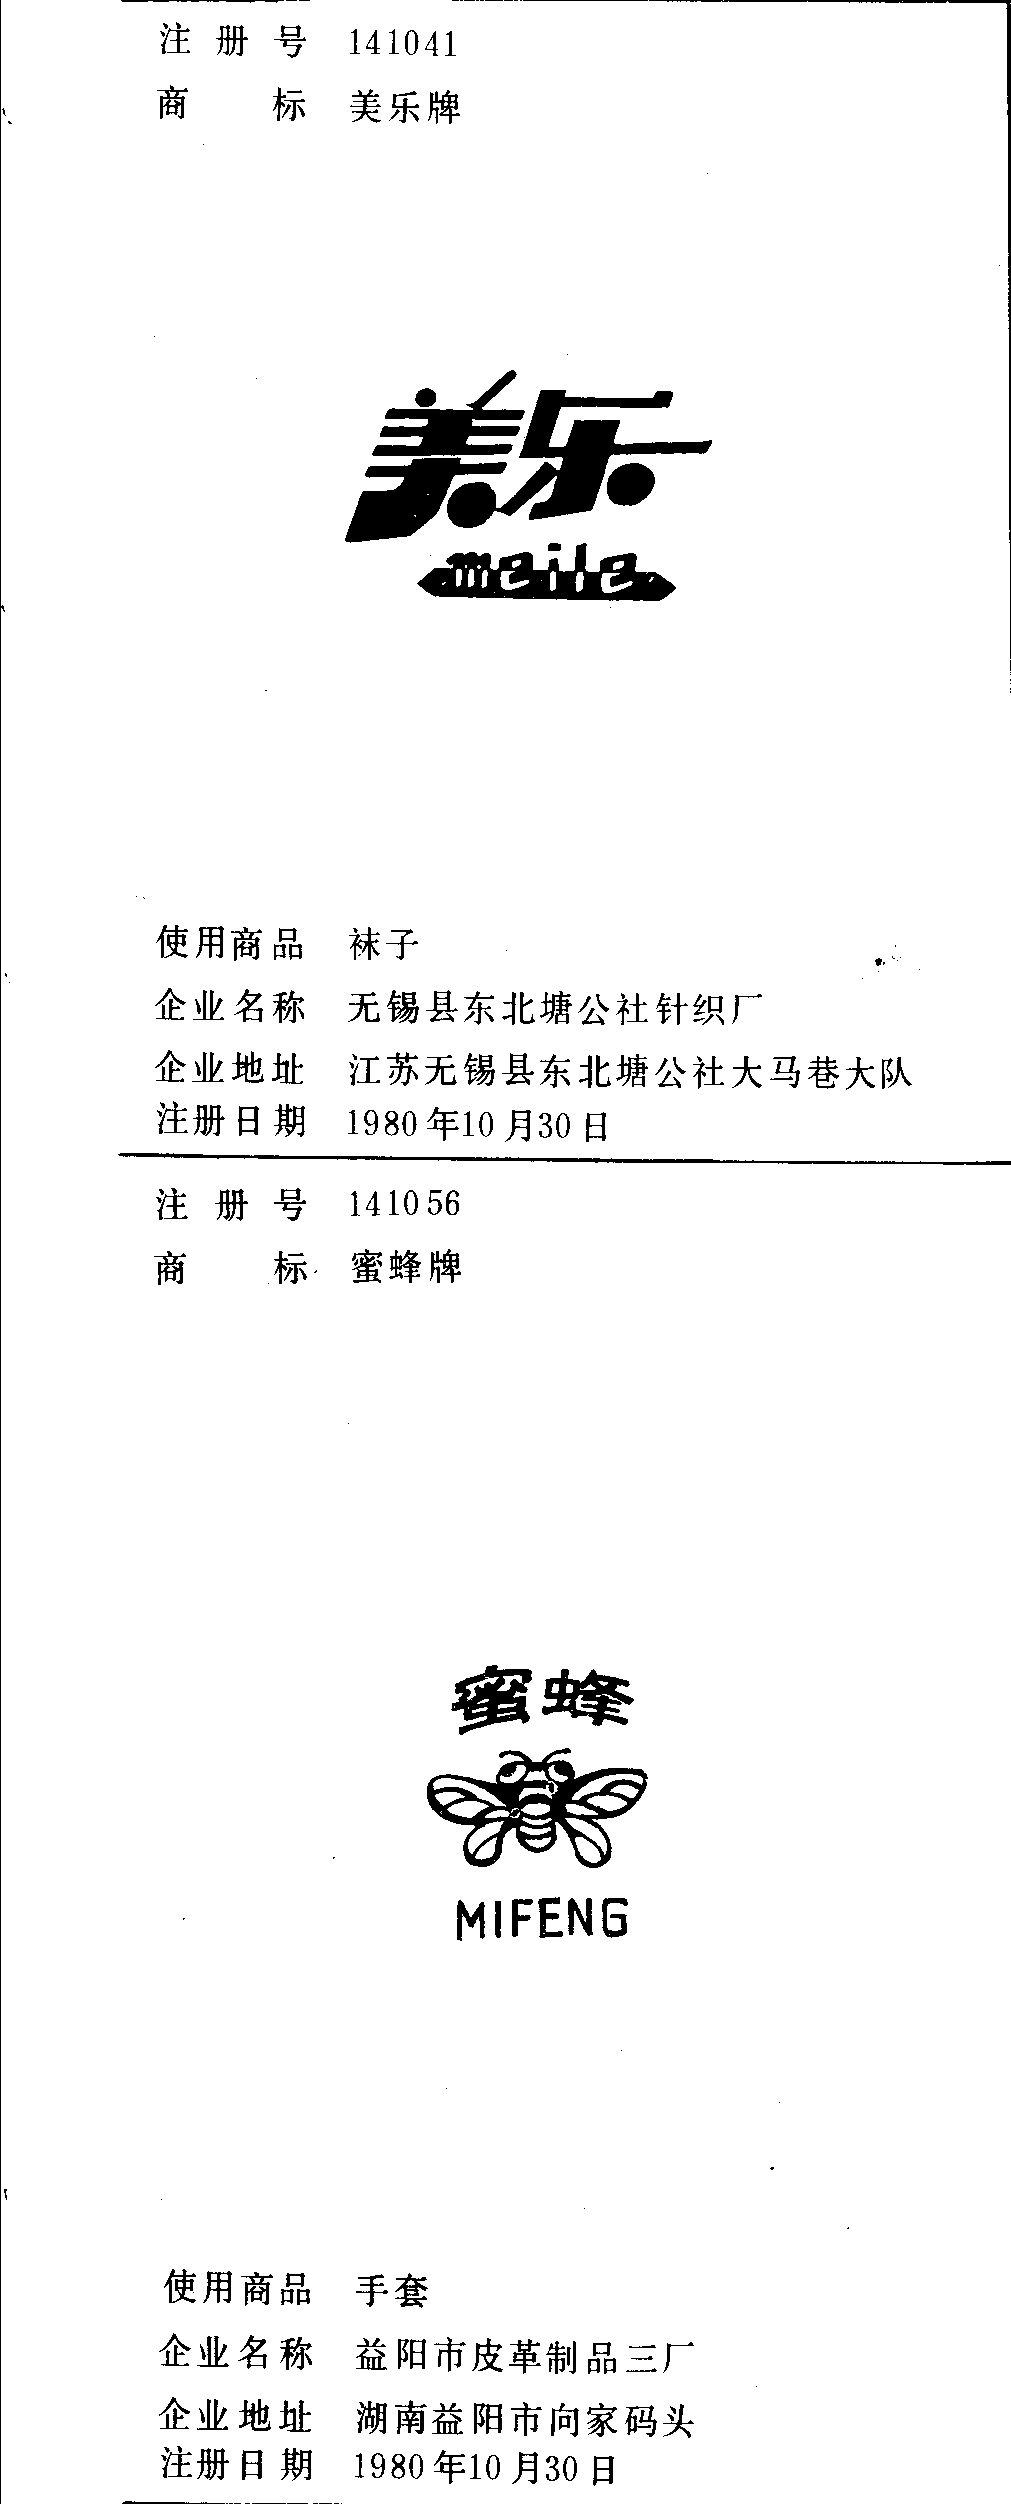 注册号 141041
商标 美乐牌
美乐
meile
使用商品 袜子
企业名称 无锡县东北塘公社针织厂
企业地址 江苏无锡县东北塘公社大马巷大队
注册日期 1980年10月30日
注册号 141056
商标 蜜蜂牌
蜜蜂
MIFENG
使用商品 手套
企业名称 益阳市皮革制品三厂
企业地址 湖南益阳市向家码头
注册日期 1980年10月30日